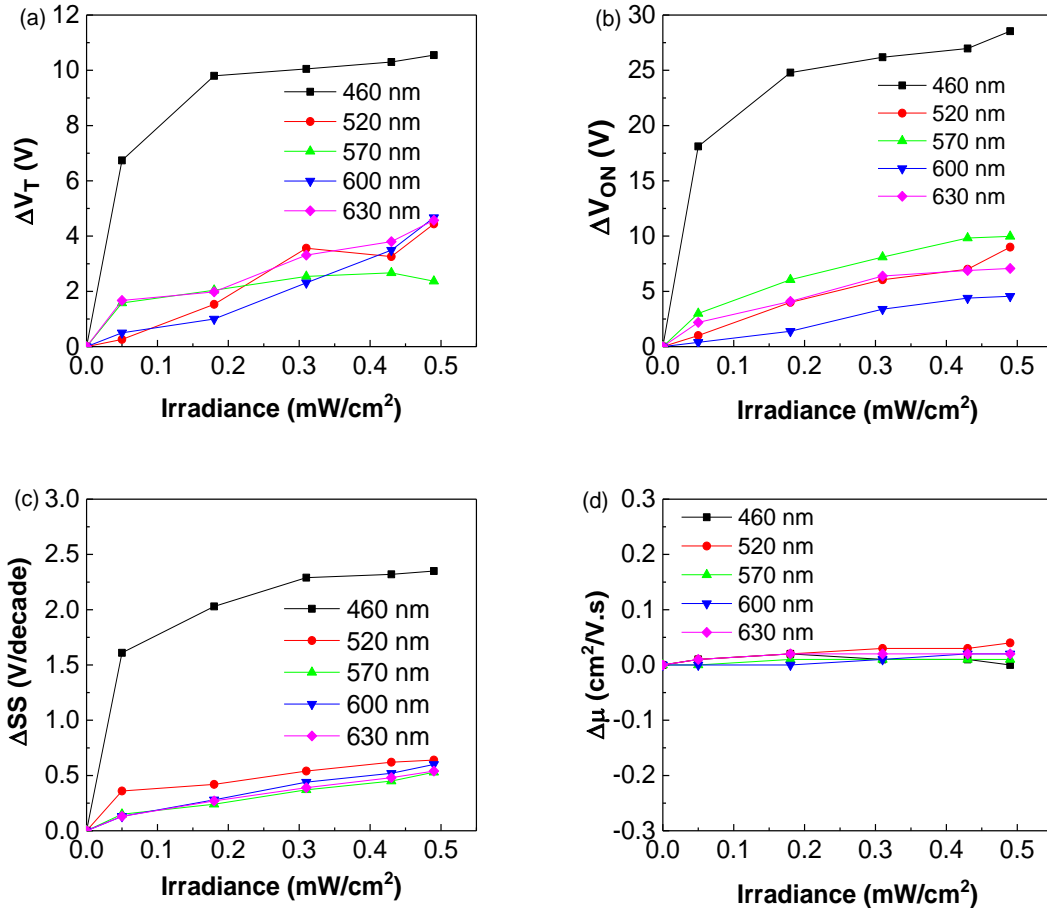 (a)
12
10
8
6
4
2
0
ΔV_T (V)
460 nm
520 nm
570 nm
600 nm
630 nm
0.0 0.1 0.2 0.3 0.4 0.5
Irradiance (mW/cm²)
(b)
30
25
20
15
10
5
0
ΔV_ON (V)
460 nm
520 nm
570 nm
600 nm
630 nm
0.0 0.1 0.2 0.3 0.4 0.5
Irradiance (mW/cm²)
(c)
3.0
2.5
2.0
1.5
1.0
0.5
0.0
ΔSS (V/decade)
460 nm
520 nm
570 nm
600 nm
630 nm
0.0 0.1 0.2 0.3 0.4 0.5
Irradiance (mW/cm²)
(d)
0.3
0.2
0.1
0.0
-0.1
-0.2
-0.3
Δμ (cm²/V.s)
460 nm
520 nm
570 nm
600 nm
630 nm
0.0 0.1 0.2 0.3 0.4 0.5
Irradiance (mW/cm²)